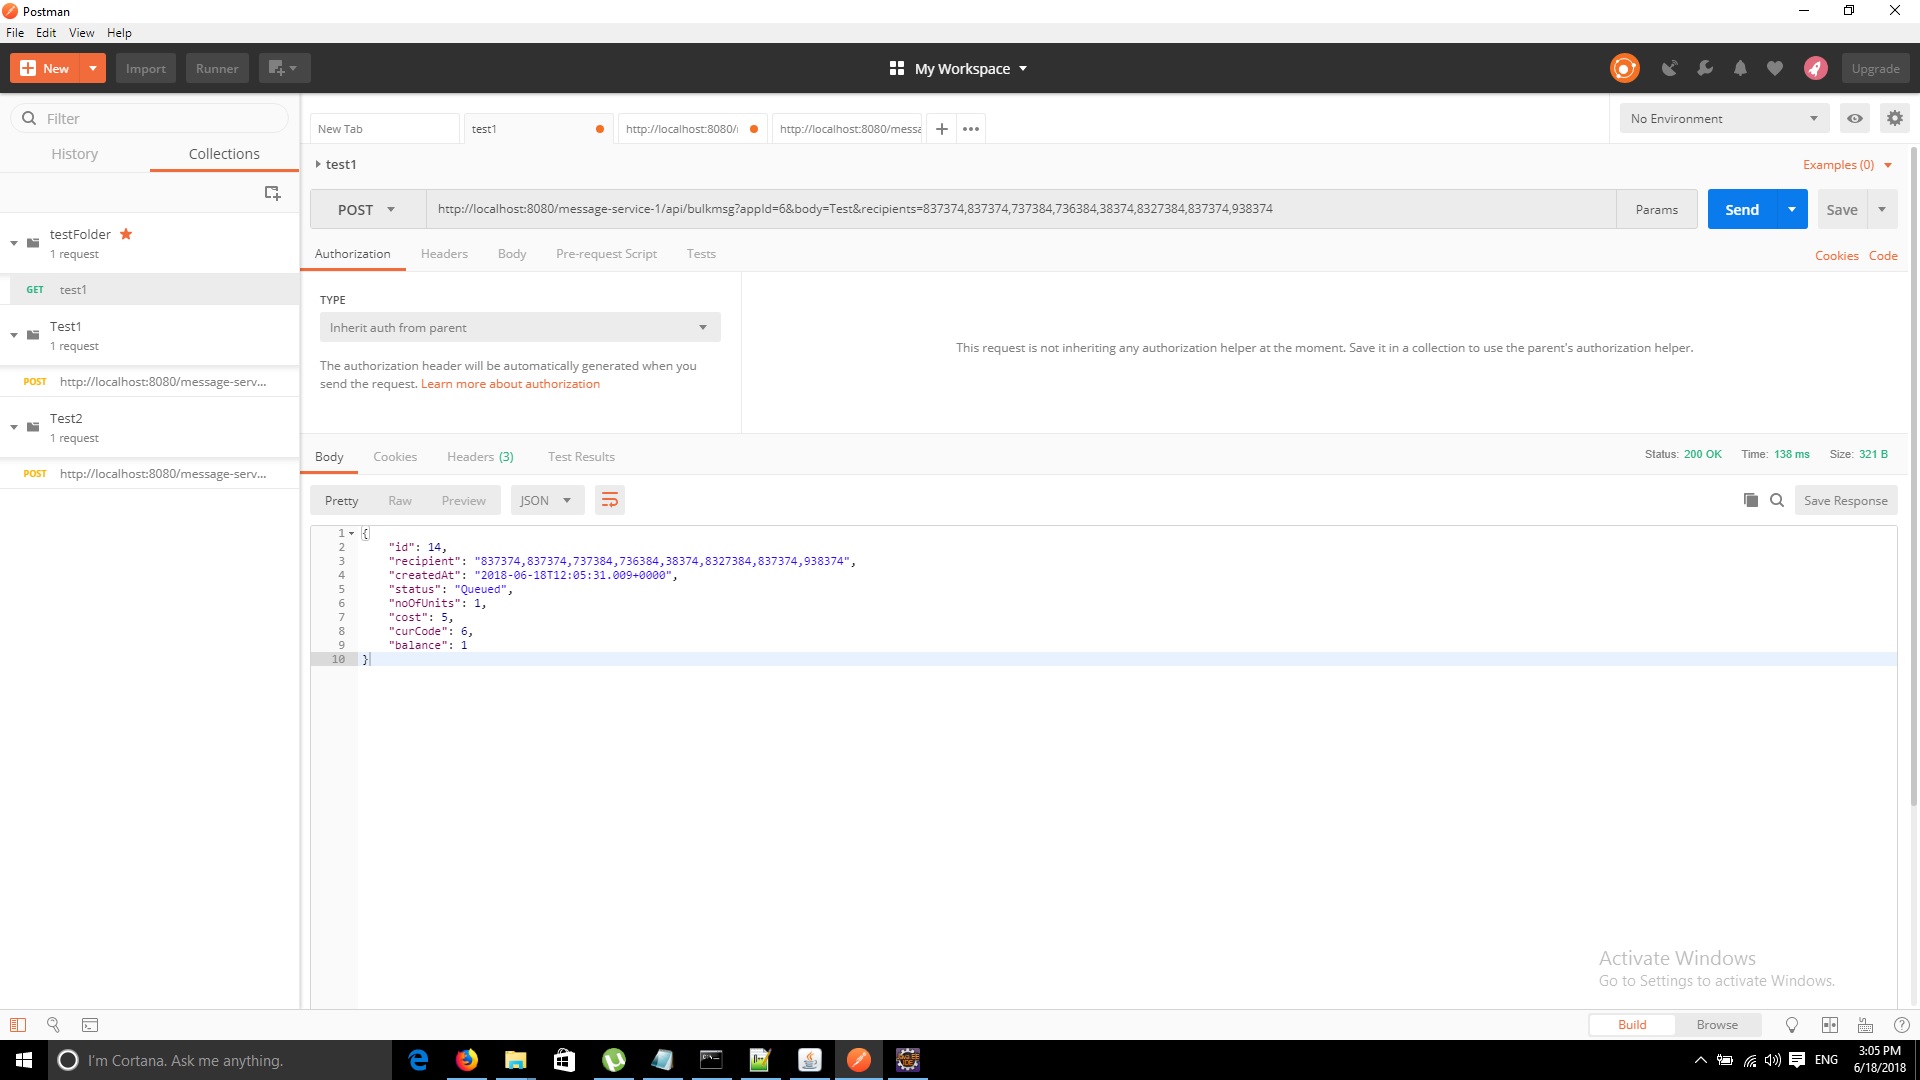 Postman
File Edit View Help
New Import Runner My Workspace Upgrade
Filter
History Collections
testFolder
1 request
GET test1
Test1
1 request
POST http://localhost:8080/message-serv...
Test2
1 request
POST http://localhost:8080/message-serv...
New Tab test1 http://localhost:8080/ http://localhost:8080/messa
No Environment
test1 Examples (0)
POST http://localhost:8080/message-service-1/api/bulkmsg?appId=6&body=Test&recipients=837374,837374,737384,736384,38374,8327384,837374,938374 Params Send Save
Authorization Headers Body Pre-request Script Tests Cookies Code
TYPE
Inherit auth from parent
The authorization header will be automatically generated when you
send the request. Learn more about authorization
This request is not inheriting any authorization helper at the moment. Save it in a collection to use the parent's authorization helper.
Body Cookies Headers (3) Test Results Status: 200 OK Time: 138 ms Size: 321 B
Pretty Raw Preview JSON Save Response
1 {
2 "id": 14,
3 "recipient": "837374,837374,737384,736384,38374,8327384,837374,938374",
4 "createdAt": "2018-06-18T12:05:31.009+0000",
5 "status": "Queued",
6 "noOfUnits": 1,
7 "cost": 5,
8 "curCode": 6,
9 "balance": 1
10 }
Activate Windows
Go to Settings to activate Windows.
Build Browse
I'm Cortana. Ask me anything.
ENG
3:05 PM
6/18/2018